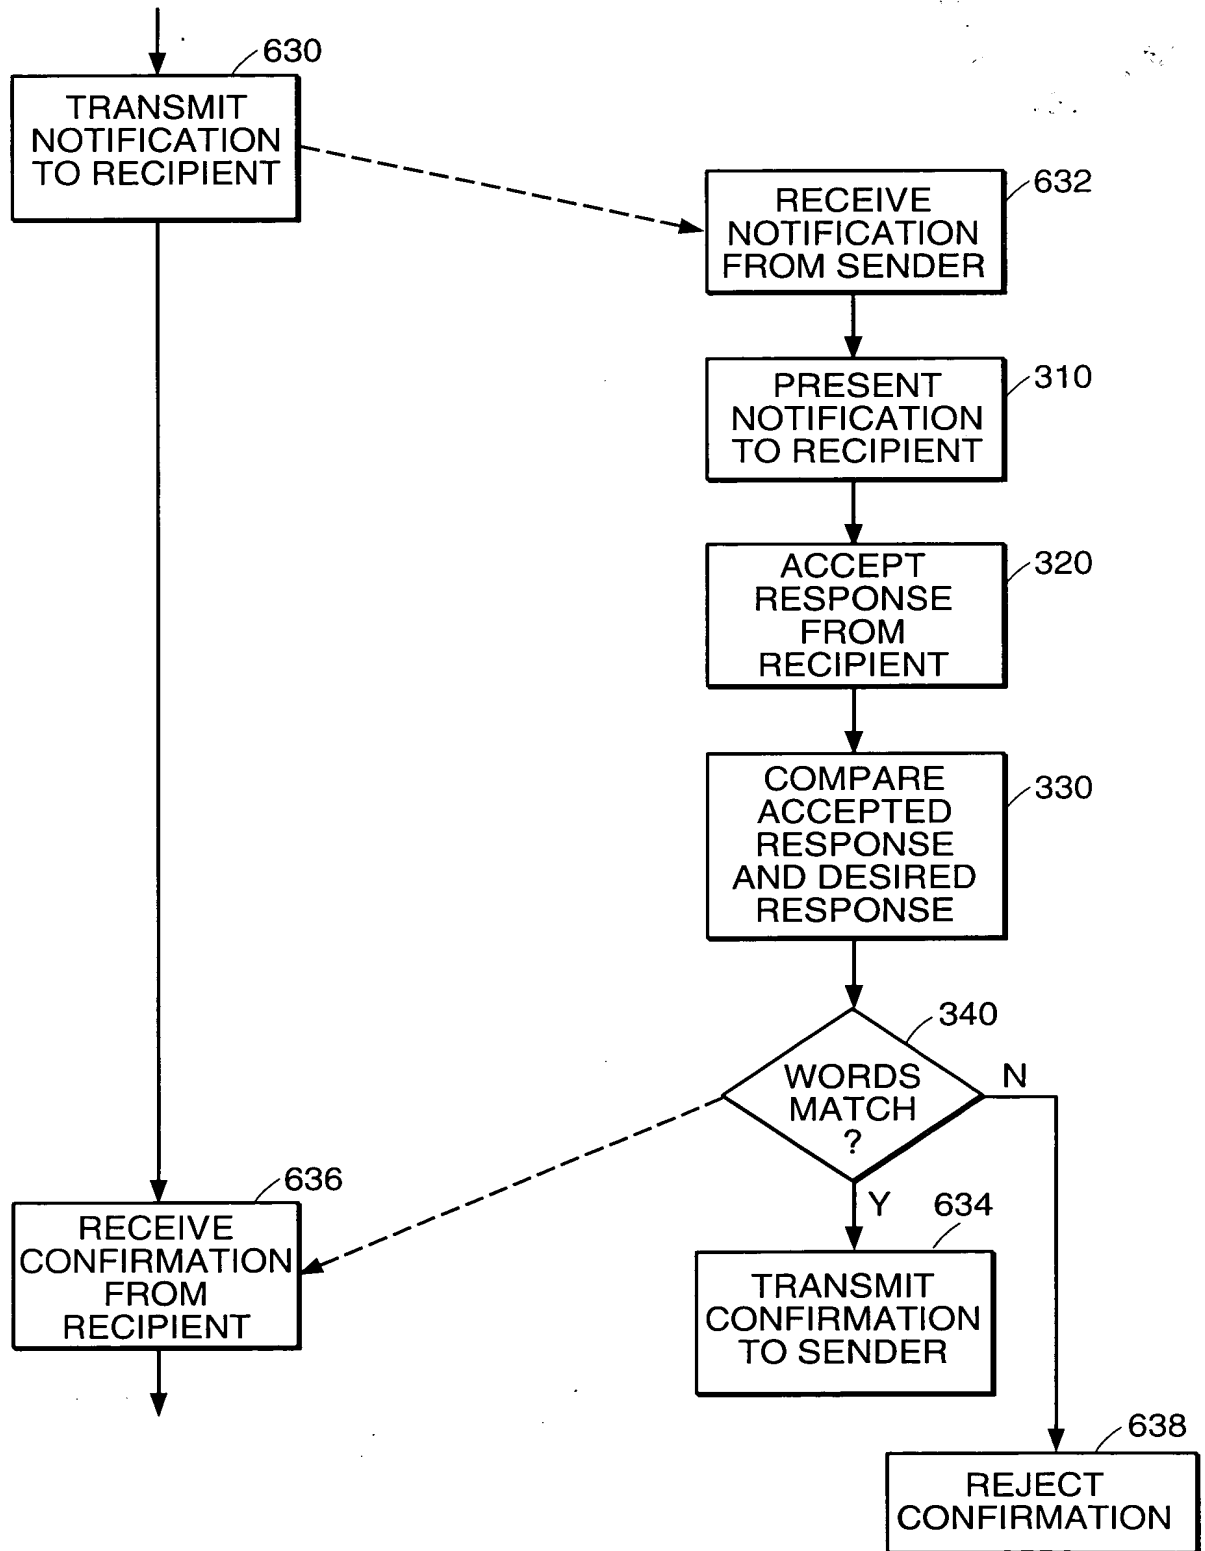 630
TRANSMIT
NOTIFICATION
TO RECIPIENT
632
RECEIVE
NOTIFICATION
FROM SENDER
310
PRESENT
NOTIFICATION
TO RECIPIENT
320
ACCEPT
RESPONSE
FROM
RECIPIENT
330
COMPARE
ACCEPTED
RESPONSE
AND DESIRED
RESPONSE
340
WORDS
MATCH
?
N
Y
636
RECEIVE
CONFIRMATION
FROM
RECIPIENT
634
TRANSMIT
CONFIRMATION
TO SENDER
638
REJECT
CONFIRMATION